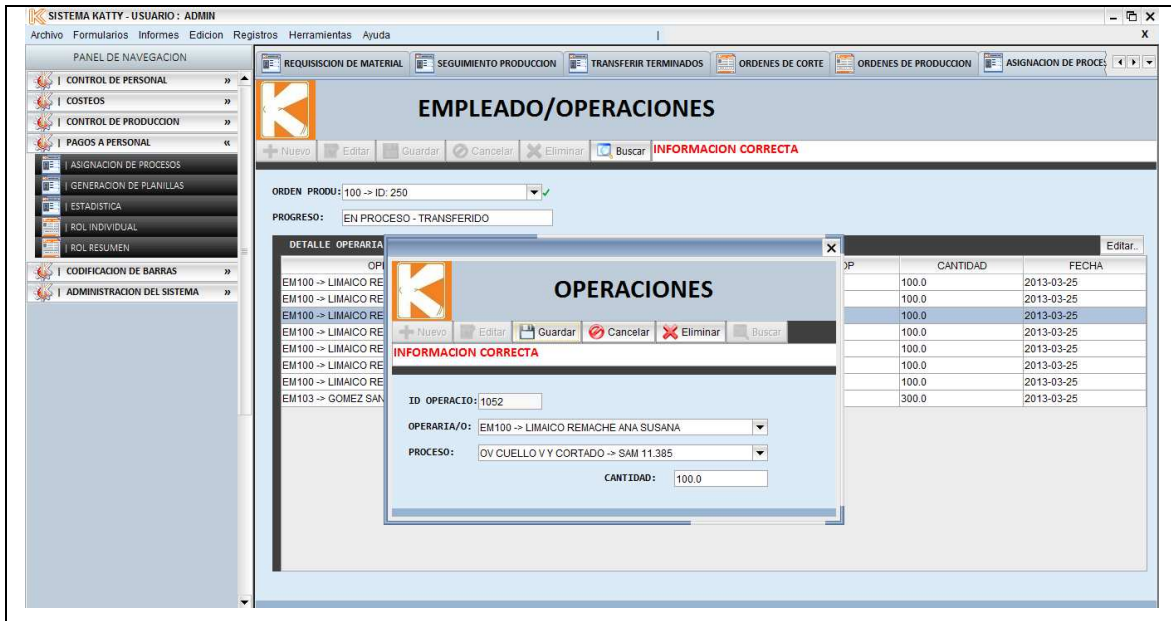 SISTEMA KATTY - USUARIO : ADMIN
Archivo Formularios Informes Edicion Registros Herramientas Ayuda X
PANEL DE NAVEGACION
| CONTROL DE PERSONAL »
| COSTEOS »
| CONTROL DE PRODUCCION »
| PAGOS A PERSONAL «
| ASIGNACION DE PROCESOS
| GENERACION DE PLANILLAS
| ESTADISTICA
| ROL INDIVIDUAL
| ROL RESUMEN
| CODIFICACION DE BARRAS »
| ADMINISTRACION DEL SISTEMA »
REQUISISCION DE MATERIAL SEGUIMIENTO PRODUCCION TRANSFERIR TERMINADOS ORDENES DE CORTE ORDENES DE PRODUCCION ASIGNACION DE PROCES
EMPLEADO/OPERACIONES
Nuevo Editar Guardar Cancelar Eliminar Buscar INFORMACION CORRECTA
ORDEN PRODU: 100 -> ID: 250
PROGRESO: EN PROCESO - TRANSFERIDO
DETALLE OPERARIA Editar..
OP CANTIDAD FECHA
EM100 -> LIMAICO RE 100.0 2013-03-25
EM100 -> LIMAICO RE 100.0 2013-03-25
EM100 -> LIMAICO RE 100.0 2013-03-25
EM100 -> LIMAICO RE 100.0 2013-03-25
EM100 -> LIMAICO RE 100.0 2013-03-25
EM100 -> LIMAICO RE 100.0 2013-03-25
EM100 -> LIMAICO RE 100.0 2013-03-25
EM103 -> GOMEZ SAN 300.0 2013-03-25
OPERACIONES
Nuevo Editar Guardar Cancelar Eliminar Buscar
INFORMACION CORRECTA
ID OPERACIO: 1052
OPERARIA/O: EM100 -> LIMAICO REMACHE ANA SUSANA
PROCESO: OV CUELLO V Y CORTADO -> SAM 11.385
CANTIDAD: 100.0